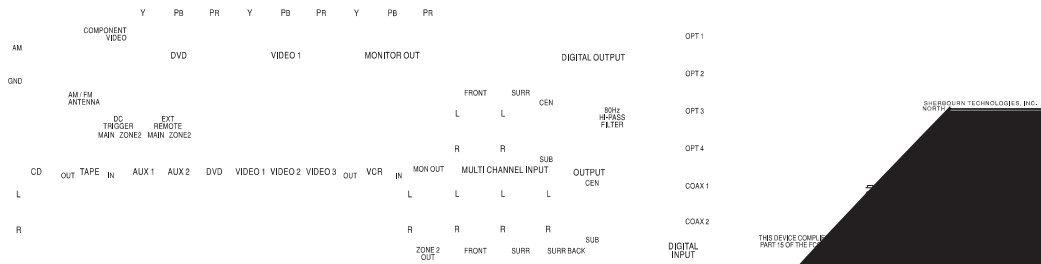 Y PB PR Y PB PR Y PB PR
COMPONENT
VIDEO
DVD VIDEO 1 MONITOR OUT DIGITAL OUTPUT
OPT 1
AM
GND
OPT 2
AM / FM
ANTENNA
FRONT SURR
CEN
L L
80Hz
HI-PASS
FILTER
OPT 3
SHERBOURN TECHNOLOGIES, INC.
NORTH
DC
TRIGGER
MAIN ZONE2
EXT
REMOTE
MAIN ZONE2
R R
OPT 4
SUB
CD OUT TAPE IN AUX 1 AUX 2 DVD VIDEO 1 VIDEO 2 VIDEO 3 OUT VCR IN MON OUT MULTI CHANNEL INPUT OUTPUT
CEN
COAX 1
L L L L L
COAX 2
R R R R R
SUB
ZONE 2
OUT
FRONT SURR SURR BACK
DIGITAL
INPUT
THIS DEVICE
PART 15 OF THE